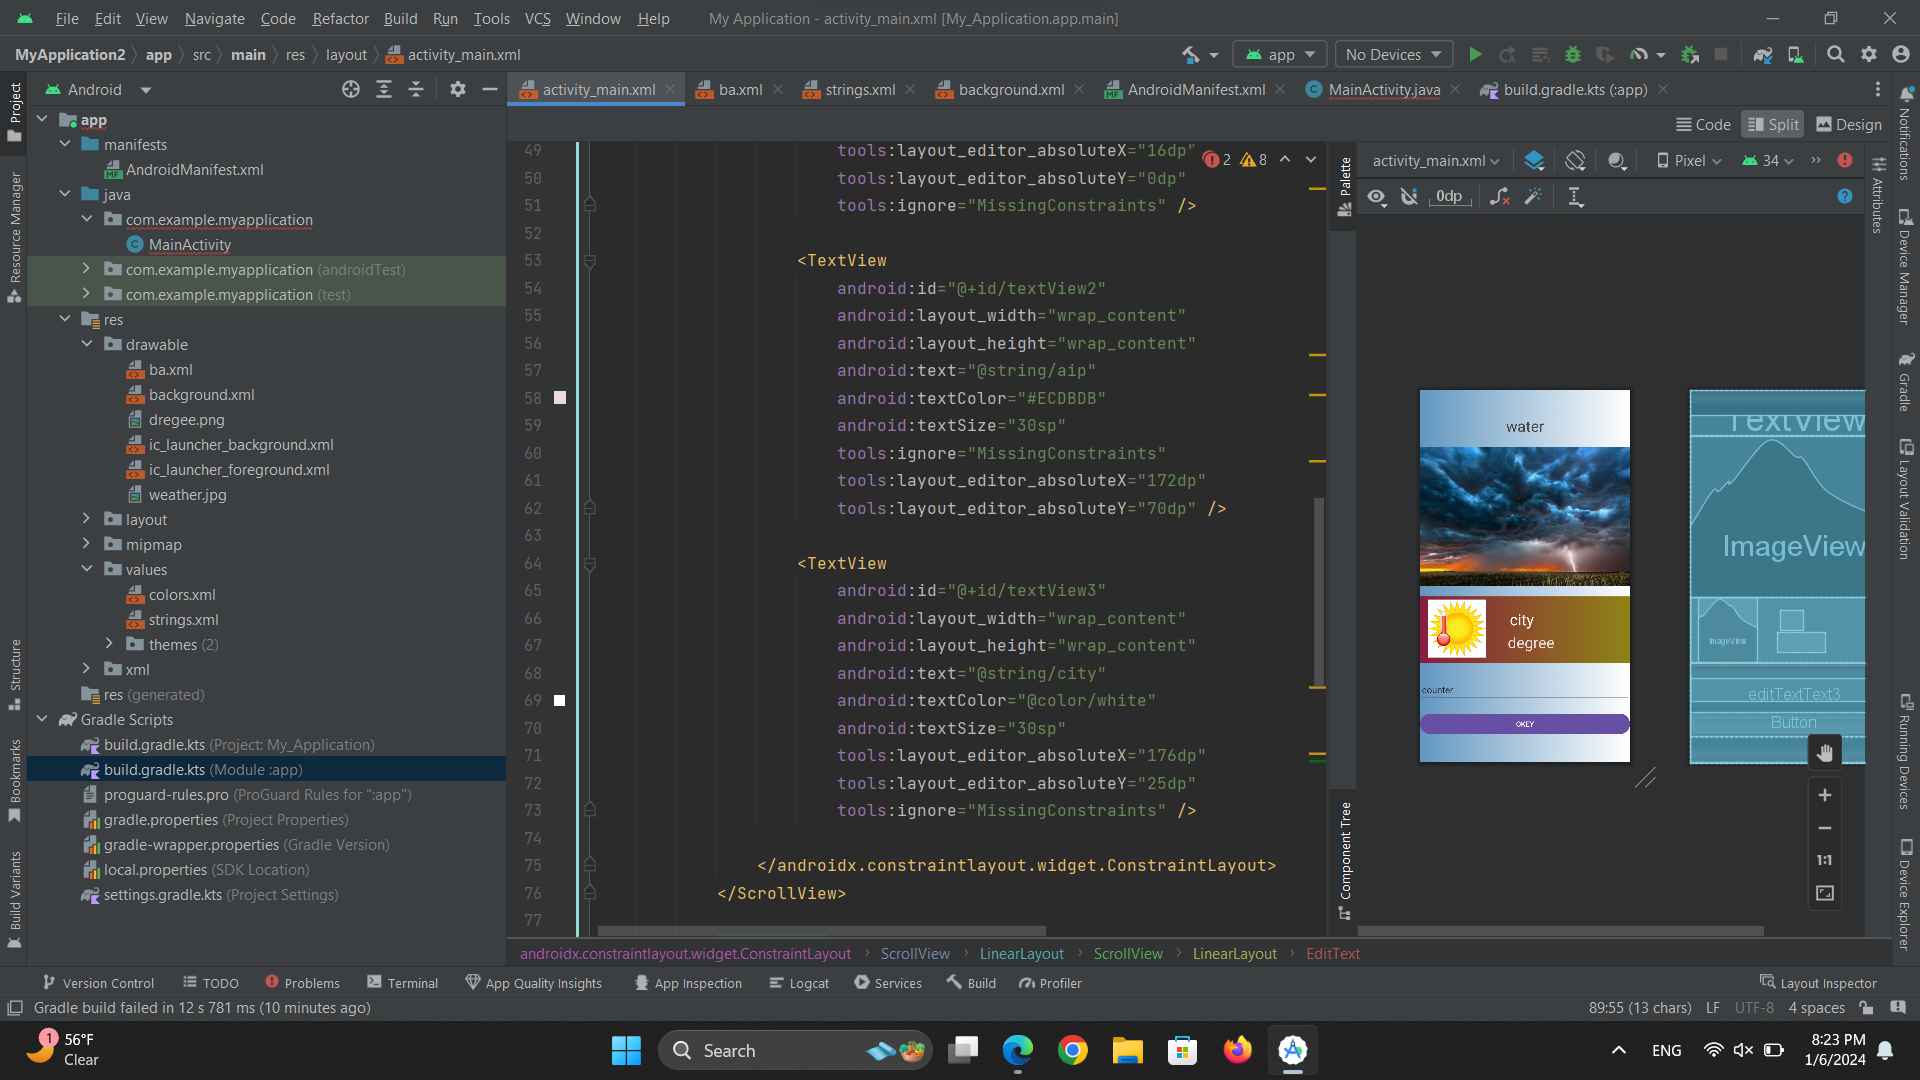 File Edit View Navigate Code Refactor Build Run Tools VCS Window Help My Application - activity_main.xml [My_Application.app.main]
MyApplication2 app src main res layout activity_main.xml app No Devices
Android
activity_main.xml ba.xml strings.xml background.xml AndroidManifest.xml MainActivity.java build.gradle.kts (:app)
Code Split Design
Project
Resource Manager
Structure
Bookmarks
Build Variants
app
manifests
AndroidManifest.xml
java
com.example.myapplication
MainActivity
com.example.myapplication (androidTest)
com.example.myapplication (test)
res
drawable
ba.xml
background.xml
dregee.png
ic_launcher_background.xml
ic_launcher_foreground.xml
weather.jpg
layout
mipmap
values
colors.xml
strings.xml
themes (2)
xml
res (generated)
Gradle Scripts
build.gradle.kts (Project: My_Application)
build.gradle.kts (Module :app)
proguard-rules.pro (ProGuard Rules for ":app")
gradle.properties (Project Properties)
gradle-wrapper.properties (Gradle Version)
local.properties (SDK Location)
settings.gradle.kts (Project Settings)
2 8
49 tools:layout_editor_absoluteX="16dp"
50 tools:layout_editor_absoluteY="0dp"
51 tools:ignore="MissingConstraints" />
52
53 <TextView
54 android:id="@+id/textView2"
55 android:layout_width="wrap_content"
56 android:layout_height="wrap_content"
57 android:text="@string/aip"
58 android:textColor="#ECDBDB"
59 android:textSize="30sp"
60 tools:ignore="MissingConstraints"
61 tools:layout_editor_absoluteX="172dp"
62 tools:layout_editor_absoluteY="70dp" />
63
64 <TextView
65 android:id="@+id/textView3"
66 android:layout_width="wrap_content"
67 android:layout_height="wrap_content"
68 android:text="@string/city"
69 android:textColor="@color/white"
70 android:textSize="30sp"
71 tools:layout_editor_absoluteX="176dp"
72 tools:layout_editor_absoluteY="25dp"
73 tools:ignore="MissingConstraints" />
74
75 </androidx.constraintlayout.widget.ConstraintLayout>
76 </ScrollView>
77
androidx.constraintlayout.widget.ConstraintLayout ScrollView LinearLayout ScrollView LinearLayout EditText
Palette
Component Tree
activity_main.xml Pixel 34
0dp
water
city
degree
counter
OKEY
TextView
ImageView
ImageView
editTextText3
Button
1:1
Attributes
Notifications
Device Manager
Gradle
Layout Validation
Running Devices
Device Explorer
Version Control TODO Problems Terminal App Quality Insights App Inspection Logcat Services Build Profiler Layout Inspector
Gradle build failed in 12 s 781 ms (10 minutes ago) 89:55 (13 chars) LF UTF-8 4 spaces
1 56°F
Clear
Search
ENG
8:23 PM
1/6/2024